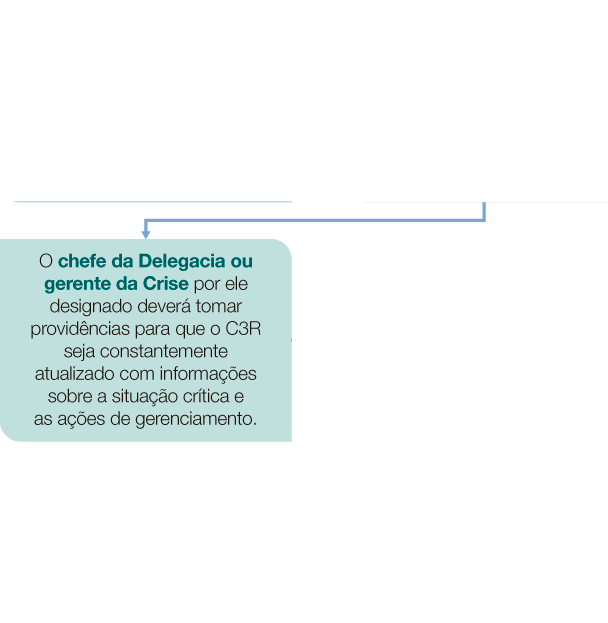 O chefe da Delegacia ou
gerente da Crise por ele
designado deverá tomar
providências para que o C3R
seja constantemente
atualizado com informações
sobre a situação crítica e
as ações de gerenciamento.